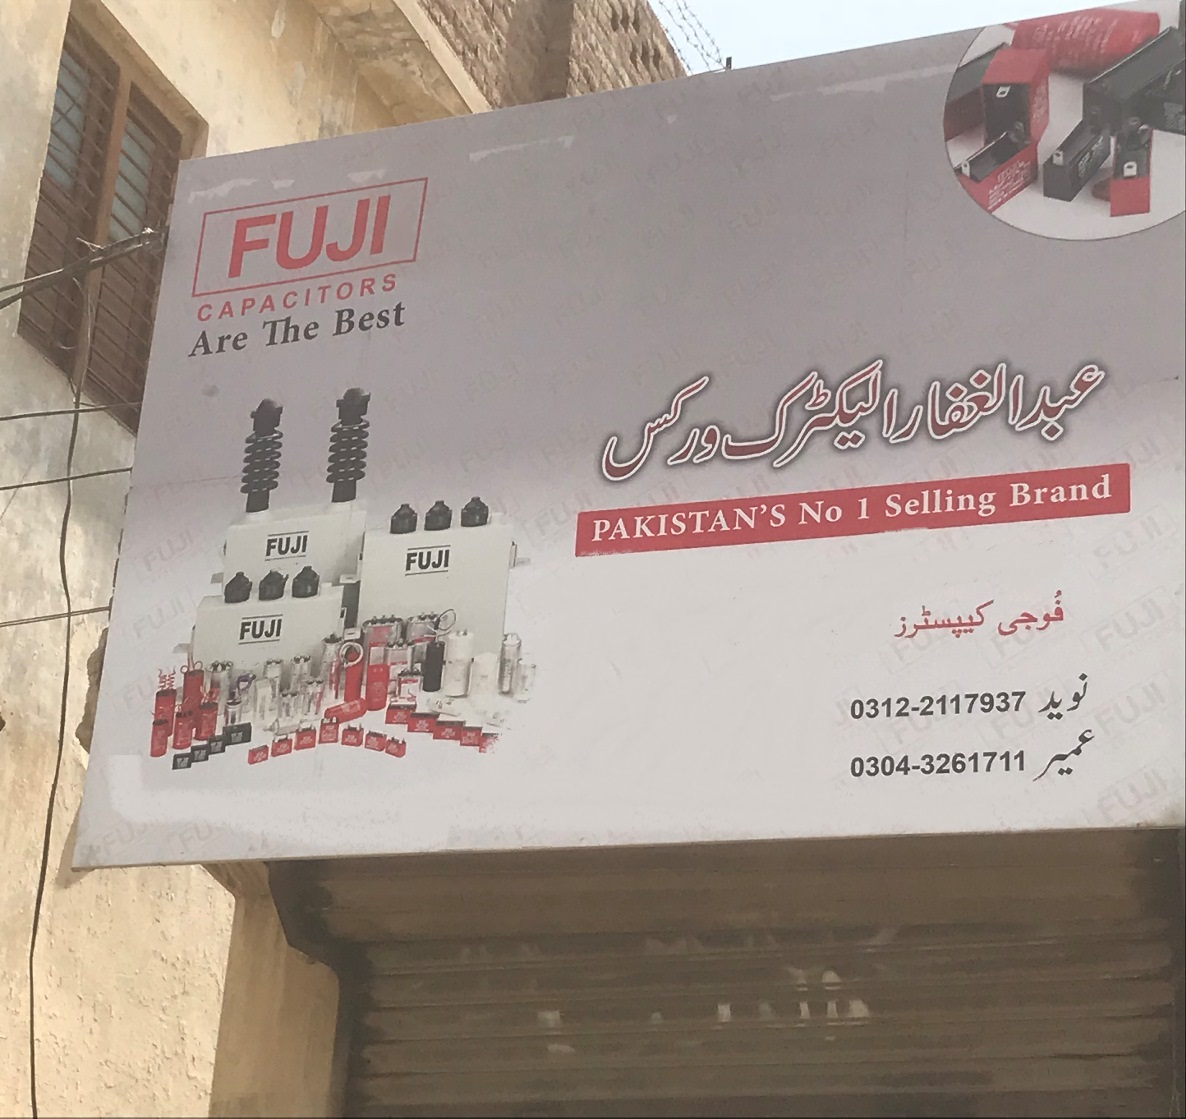 FUJI
CAPACITORS
Are The Best
عبدالغفار الیکٹرک ورکس
PAKISTAN'S No 1 Selling Brand
FUJI
FUJI
FUJI
فُوجی کیپسٹرز
نوید 0312-2117937
عمیر 0304-3261711